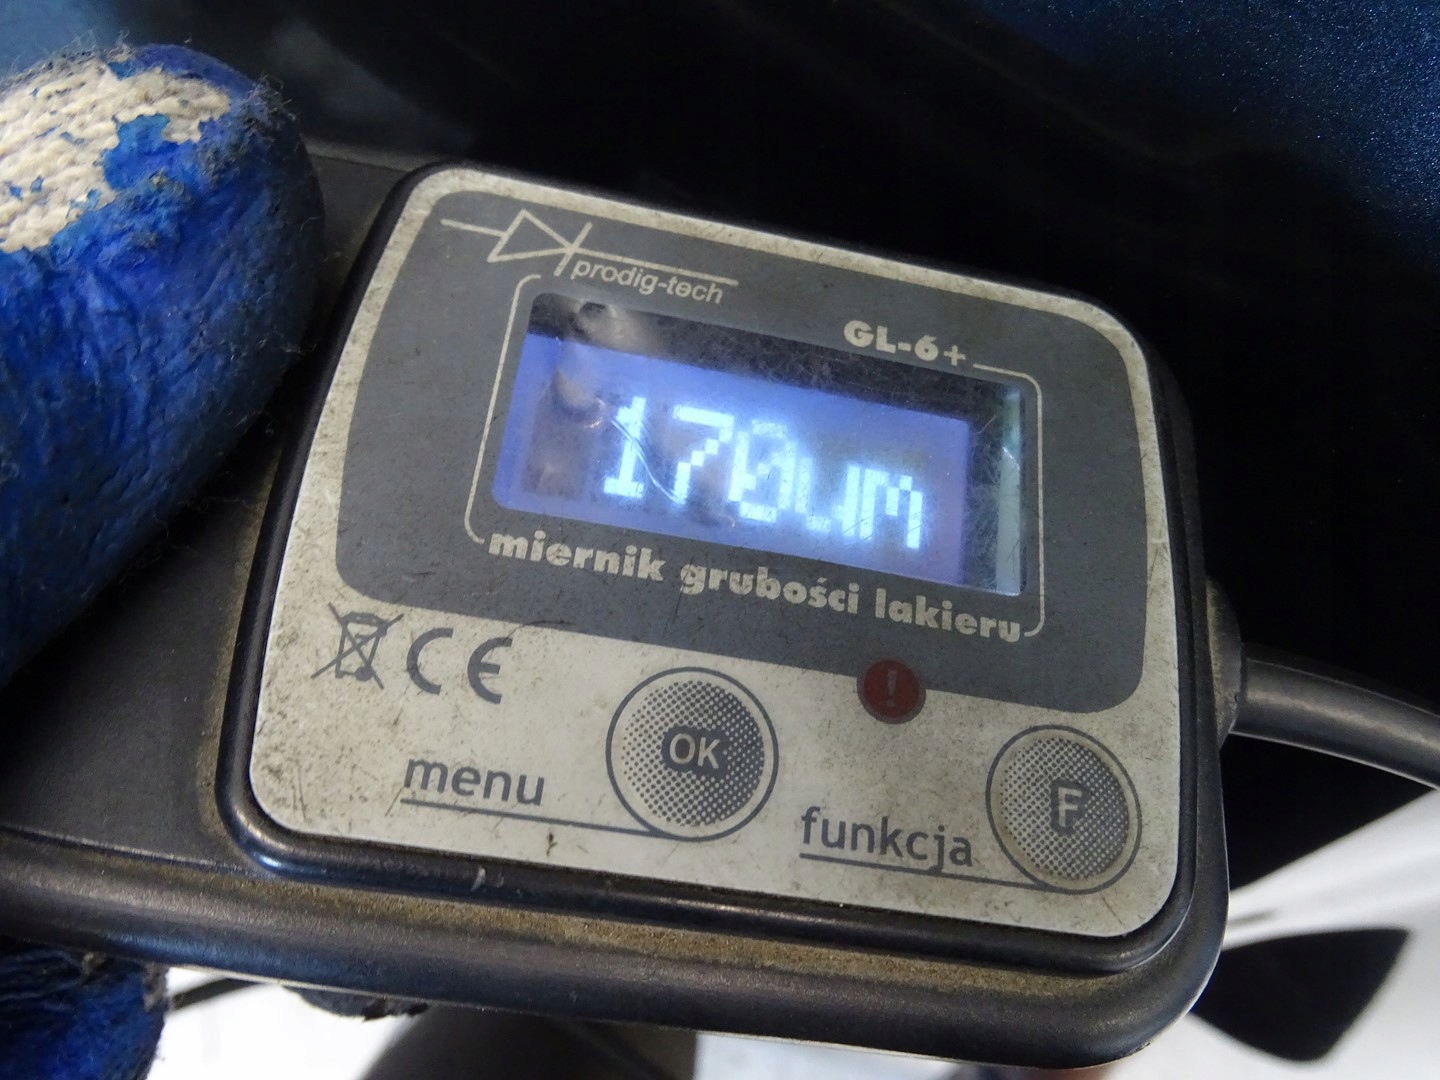 prodig-tech
GL-6+
170um
miernik grubości lakieru
CE
!
OK
menu
F
funkcja